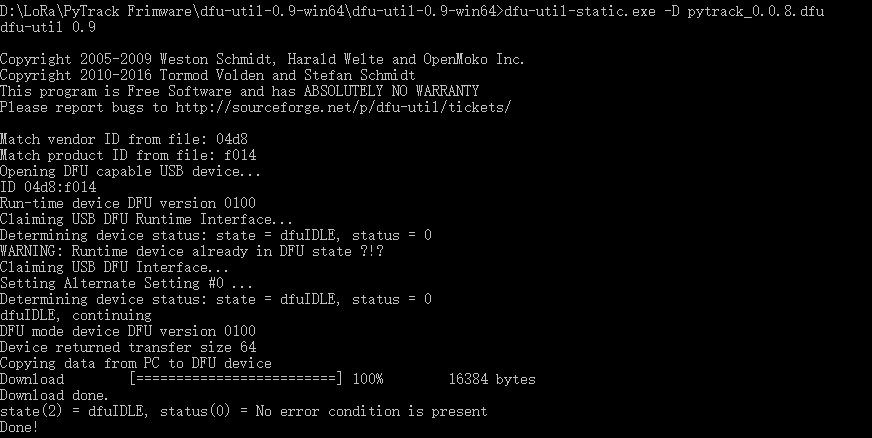 D:\LoRa\PyTrack Frimware\dfu-util-0.9-win64\dfu-util-0.9-win64>dfu-util-static.exe -D pytrack_0.0.8.dfu
dfu-util 0.9
Copyright 2005-2009 Weston Schmidt, Harald Welte and OpenMoko Inc.
Copyright 2010-2016 Tormod Volden and Stefan Schmidt
This program is Free Software and has ABSOLUTELY NO WARRANTY
Please report bugs to http://sourceforge.net/p/dfu-util/tickets/
Match vendor ID from file: 04d8
Match product ID from file: f014
Opening DFU capable USB device...
ID 04d8:f014
Run-time device DFU version 0100
Claiming USB DFU Runtime Interface...
Determining device status: state = dfuIDLE, status = 0
WARNING: Runtime device already in DFU state ?!?
Claiming USB DFU Interface...
Setting Alternate Setting #0 ...
Determining device status: state = dfuIDLE, status = 0
dfuIDLE, continuing
DFU mode device DFU version 0100
Device returned transfer size 64
Copying data from PC to DFU device
Download        [=========================] 100%        16384 bytes
Download done.
state(2) = dfuIDLE, status(0) = No error condition is present
Done!